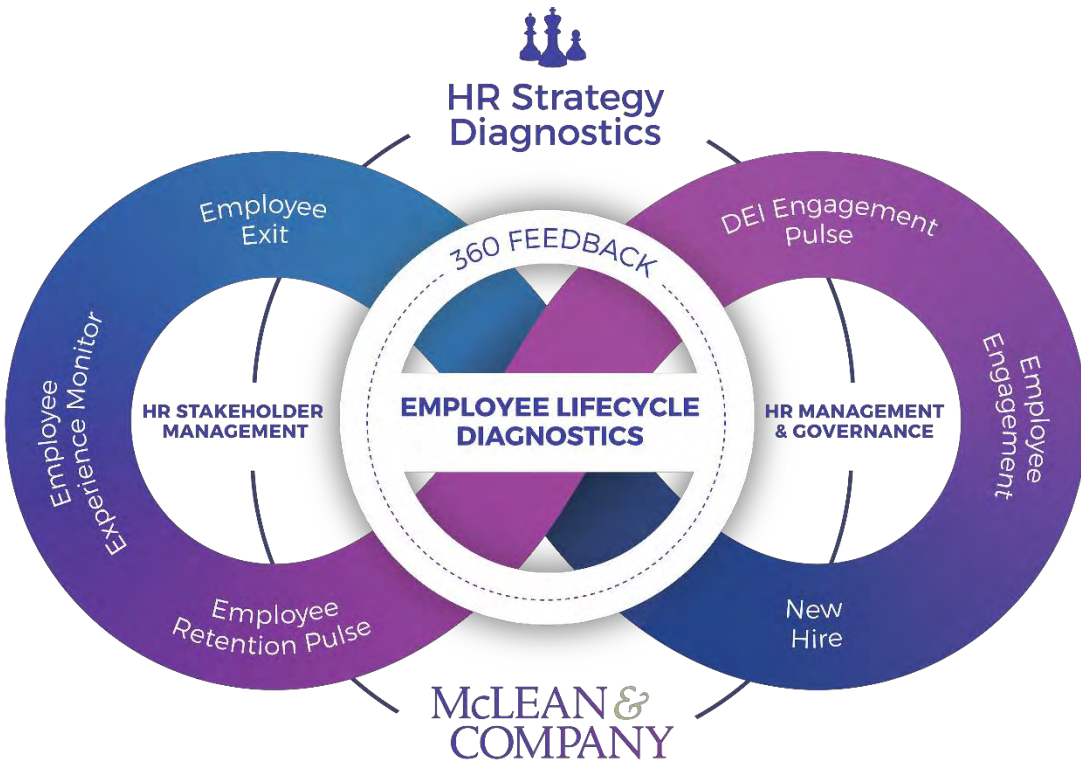 HR Strategy
Diagnostics
Employee
Exit
DEI Engagement
Pulse
360 FEEDBACK
Employee
Experience Monitor
HR STAKEHOLDER
MANAGEMENT
EMPLOYEE LIFECYCLE
DIAGNOSTICS
HR MANAGEMENT
& GOVERNANCE
Employee
Engagement
Employee
Retention Pulse
New
Hire
McLEAN &
COMPANY